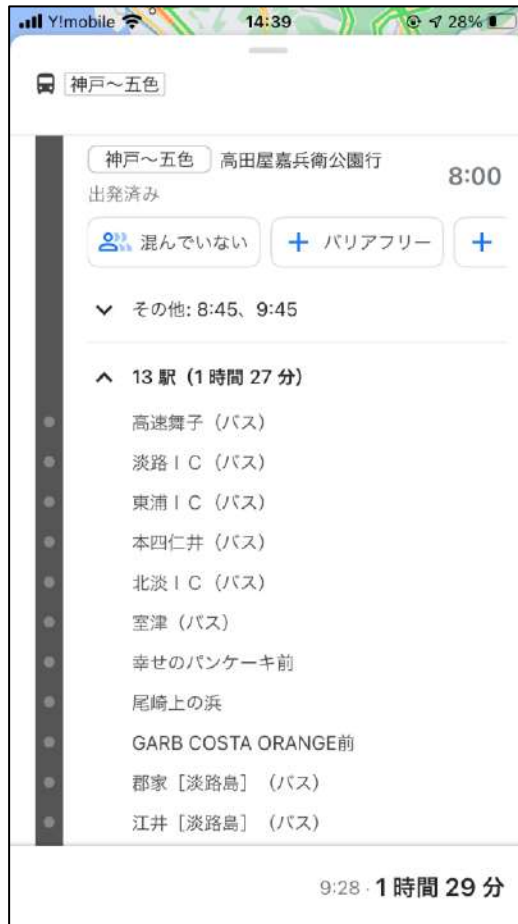 Y!mobile 14:39 28%
神戸~五色
神戸~五色 高田屋嘉兵衛公園行
8:00
出発済み
混んでいない + バリアフリー +
その他: 8:45、9:45
13 駅(1 時間 27 分)
高速舞子(バス)
淡路IC(バス)
東浦IC(バス)
本四仁井(バス)
北淡IC(バス)
室津(バス)
幸せのパンケーキ前
尾崎上の浜
GARB COSTA ORANGE前
郡家[淡路島](バス)
江井[淡路島](バス)
9:28 · 1 時間 29 分